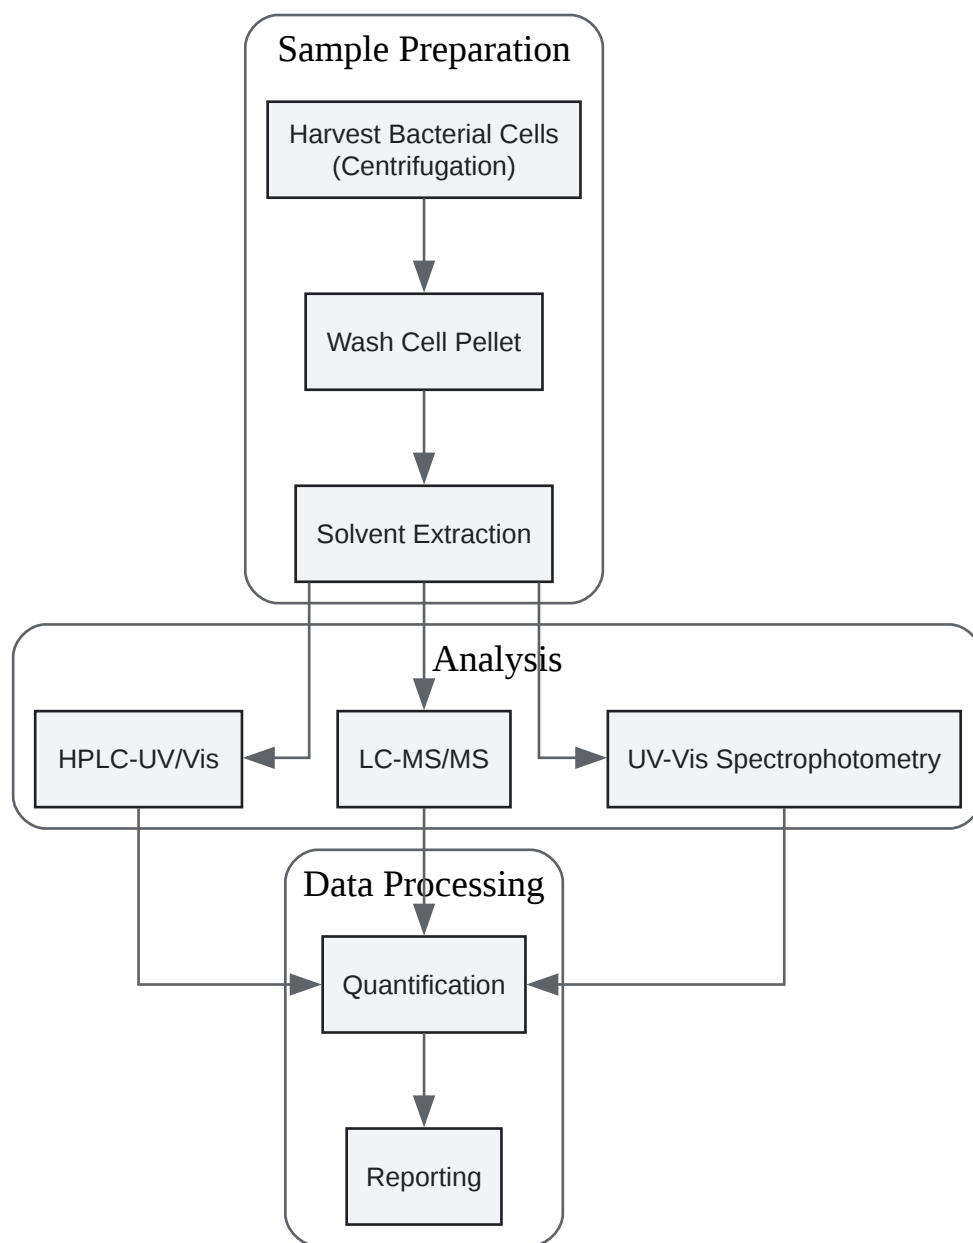 Sample Preparation
Harvest Bacterial Cells
(Centrifugation)
Wash Cell Pellet
Solvent Extraction
Analysis
HPLC-UV/Vis
LC-MS/MS
UV-Vis Spectrophotometry
Data Processing
Quantification
Reporting